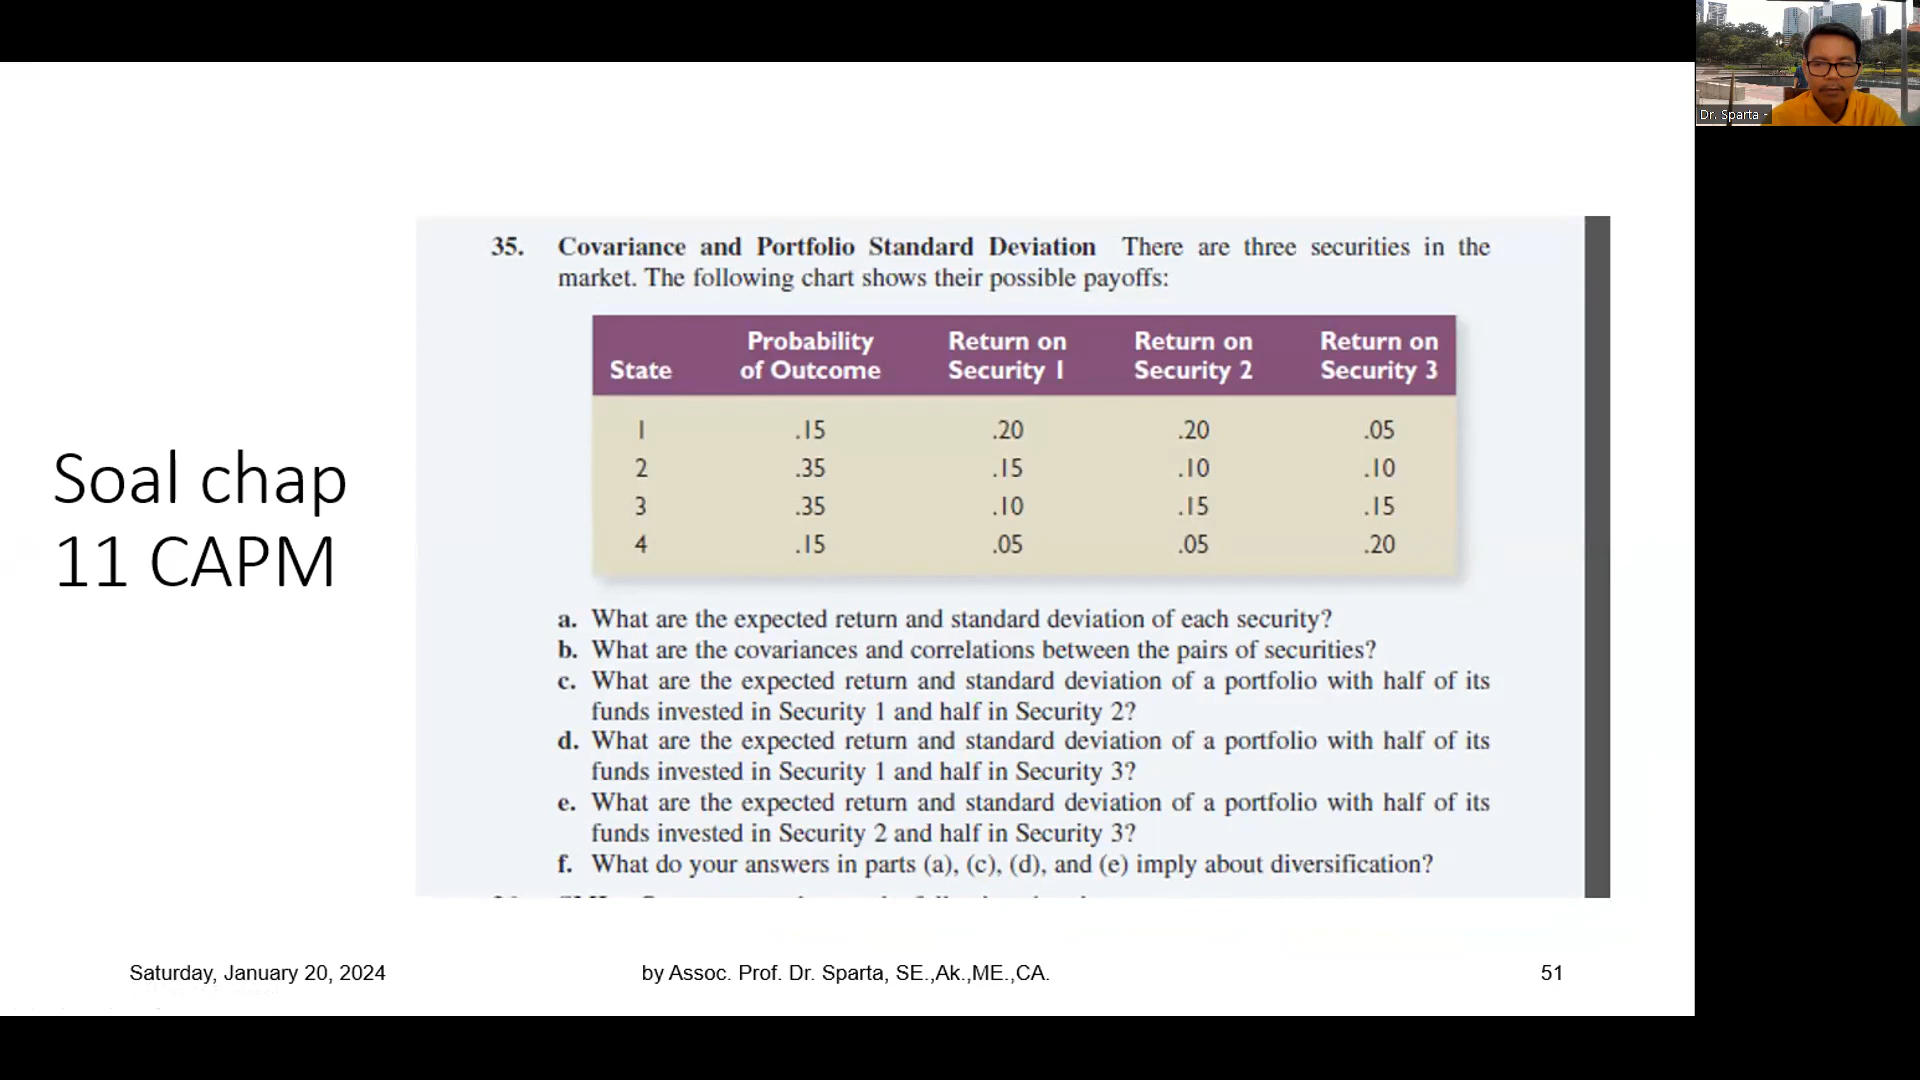 Dr. Sparta -
35. Covariance and Portfolio Standard Deviation There are three securities in the
market. The following chart shows their possible payoffs:
Probability Return on Return on Return on
State of Outcome Security 1 Security 2 Security 3
1 .15 .20 .20 .05
2 .35 .15 .10 .10
3 .35 .10 .15 .15
4 .15 .05 .05 .20
Soal chap
11 CAPM
a. What are the expected return and standard deviation of each security?
b. What are the covariances and correlations between the pairs of securities?
c. What are the expected return and standard deviation of a portfolio with half of its
funds invested in Security 1 and half in Security 2?
d. What are the expected return and standard deviation of a portfolio with half of its
funds invested in Security 1 and half in Security 3?
e. What are the expected return and standard deviation of a portfolio with half of its
funds invested in Security 2 and half in Security 3?
f. What do your answers in parts (a), (c), (d), and (e) imply about diversification?
Saturday, January 20, 2024
by Assoc. Prof. Dr. Sparta, SE.,Ak.,ME.,CA.
51